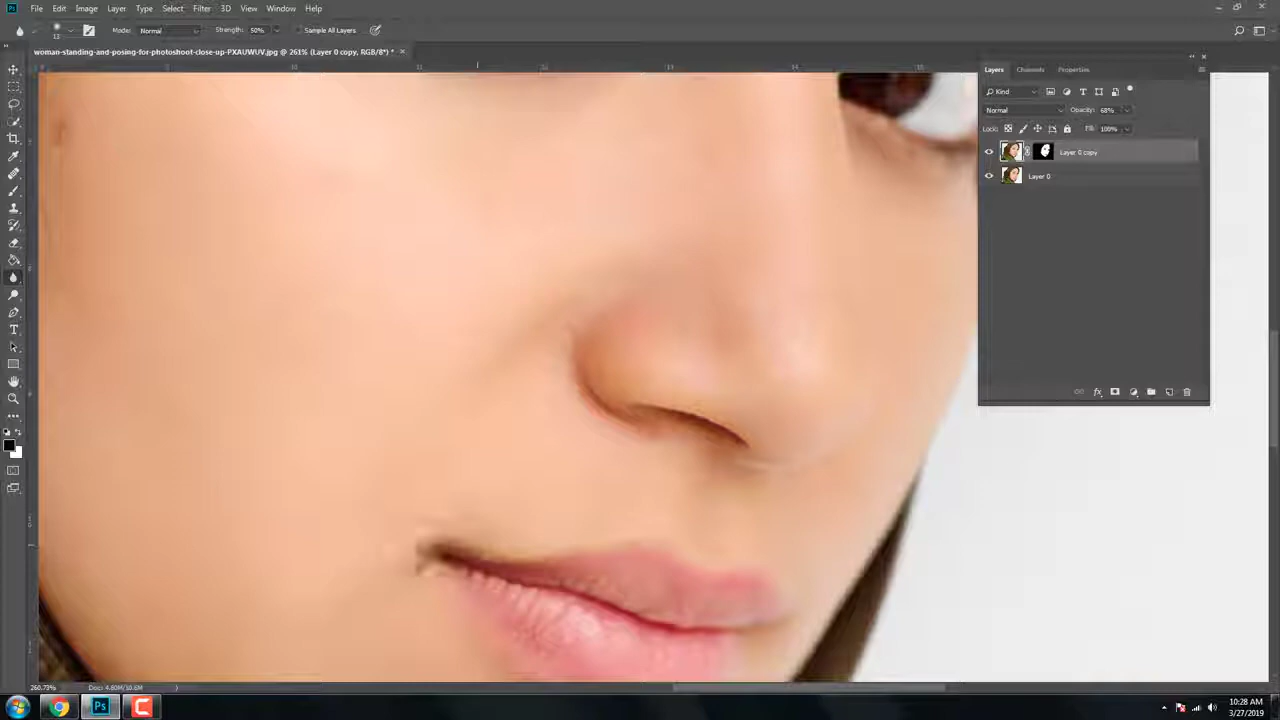 Ps File Edit Image Layer Type Select Filter 3D View Window Help
13 Mode: Normal Strength: 50% Sample All Layers
woman-standing-and-posing-for-photoshoot-close-up-PXAUWUV.jpg @ 261% (Layer 0 copy, RGB/8*) *
Layers Channels Properties
Kind
Normal Opacity: 68%
Lock: Fill: 100%
Layer 0 copy
Layer 0
260.73% Doc: 4.60M/10.6M
Ps
10:28 AM
3/27/2019